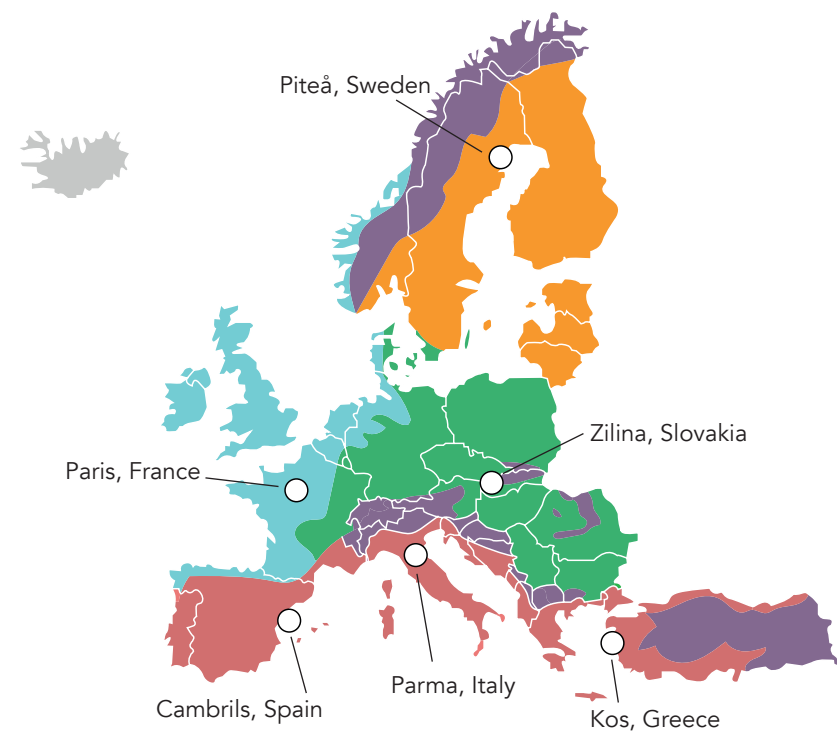 Piteå, Sweden
Zilina, Slovakia
Paris, France
Parma, Italy
Cambrils, Spain
Kos, Greece